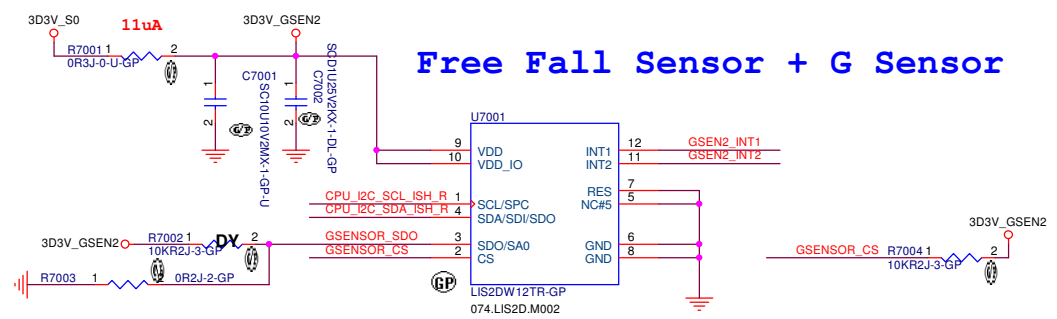 3D3V_S0
11uA
3D3V_GSEN2
R7001 1 2
0R3J-0-U-GP
G/P
1
C7001
2
SC10U10V2MX-1-GP-U
G/P
1
C7002
2
SCD1U25V2KX-1-DL-GP
G/P
Free Fall Sensor + G Sensor
U7001
9 VDD
10 VDD_IO
INT1 12 GSEN2_INT1
INT2 11 GSEN2_INT2
RES 7
NC#5 5
CPU_I2C_SCL_ISH_R 1 SCL/SPC
CPU_I2C_SDA_ISH_R 4 SDA/SDI/SDO
GSENSOR_SDO 3 SDO/SA0
GSENSOR_CS 2 CS
GND 6
GND 8
LIS2DW12TR-GP
074.LIS2D.M002
GP
3D3V_GSEN2
R7002 1 DY 2
10KR2J-3-GP
R7003 1 2 0R2J-2-GP
3D3V_GSEN2
GSENSOR_CS R7004 1 2
10KR2J-3-GP